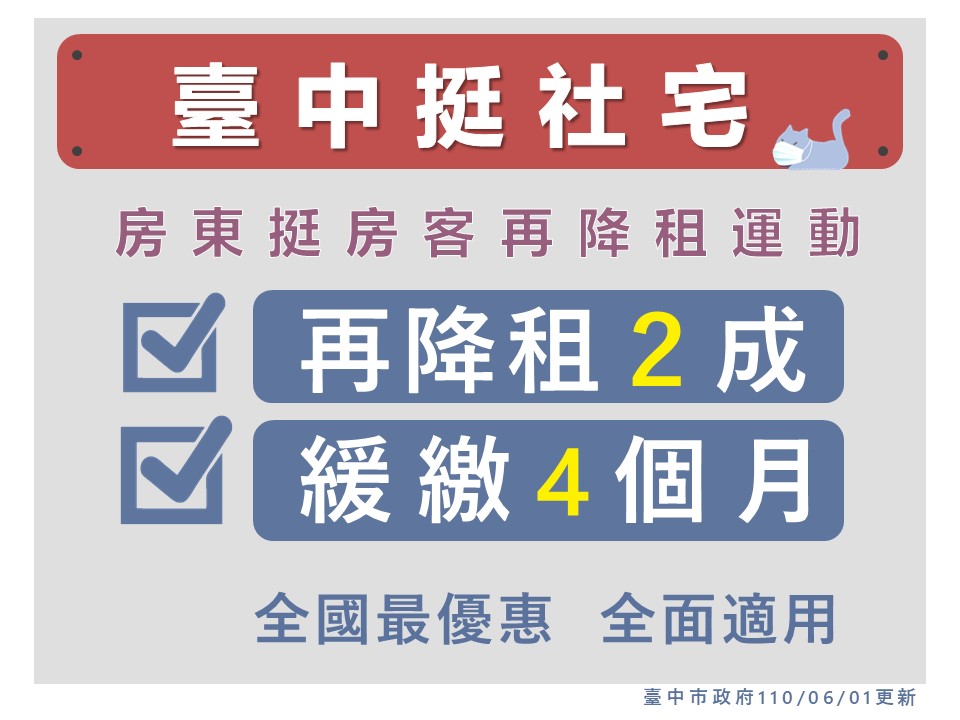 臺中挺社宅
房東挺房客再降租運動
再降租2成
緩繳4個月
全國最優惠 全面適用
臺中市政府110/06/01更新